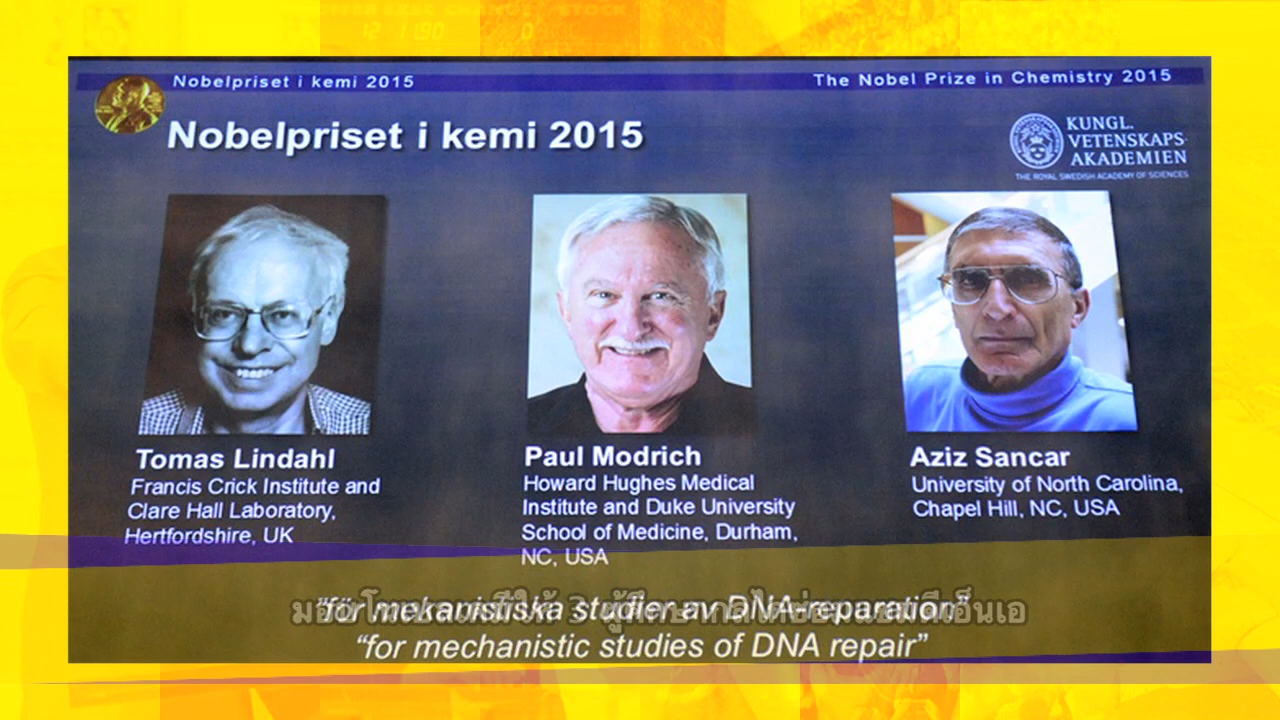 Nobelpriset i kemi 2015
The Nobel Prize in Chemistry 2015
Nobelpriset i kemi 2015
KUNGL.
VETENSKAPS-
AKADEMIEN
THE ROYAL SWEDISH ACADEMY OF SCIENCES
Tomas Lindahl
Francis Crick Institute and
Clare Hall Laboratory,
Hertfordshire, UK
Paul Modrich
Howard Hughes Medical
Institute and Duke University
School of Medicine, Durham,
NC, USA
Aziz Sancar
University of North Carolina,
Chapel Hill, NC, USA
"för mekanistiska studier av DNA-reparation"
"for mechanistic studies of DNA repair"